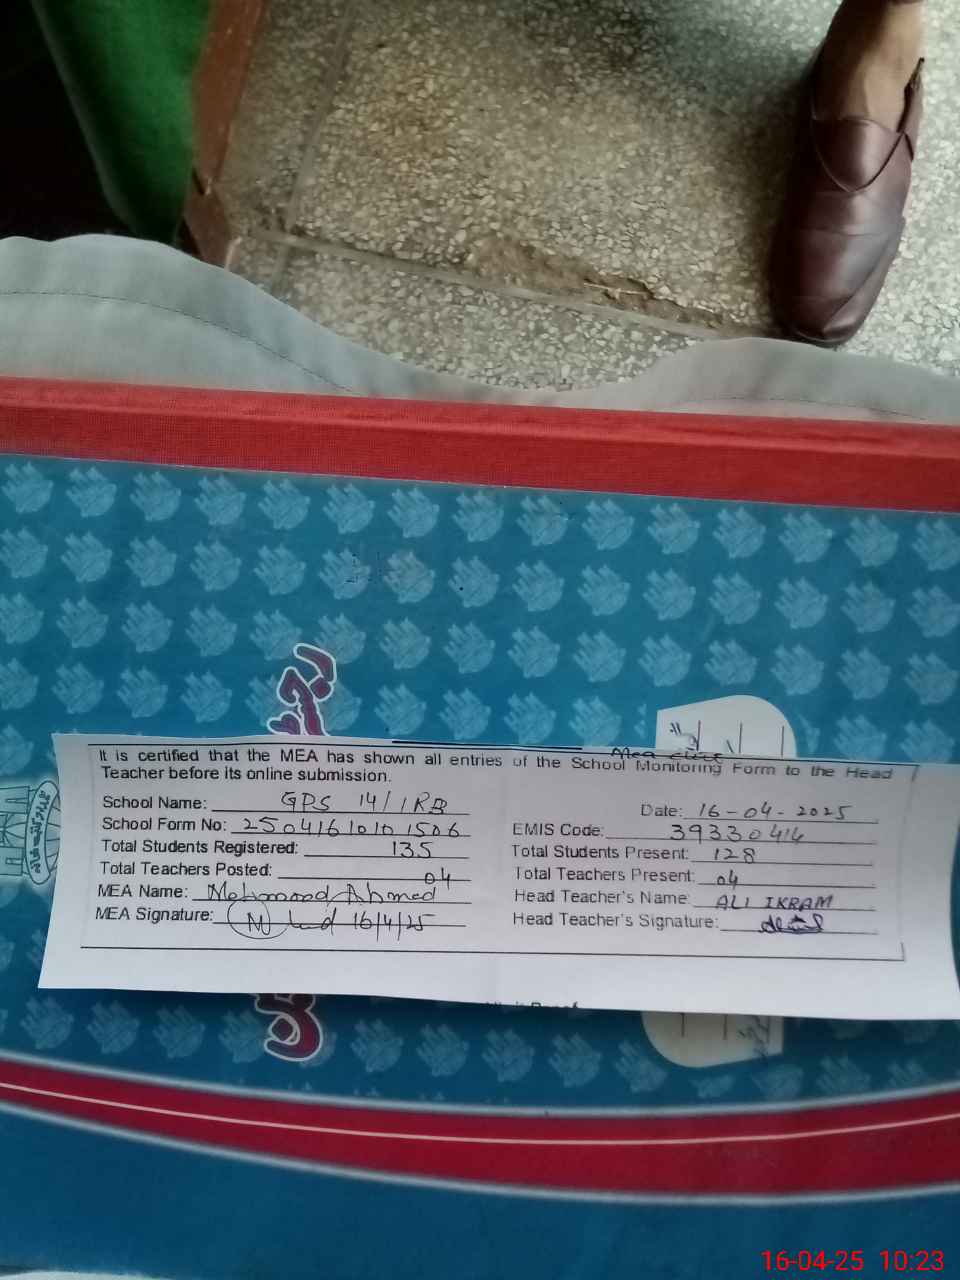 It is certified that the MEA has shown all entries of the School Monitoring Form to the Head
Teacher before its online submission.
School Name: GPS 14/1RB
Date: 16-04-2025
School Form No: 25041610101506
EMIS Code: 39330414
Total Students Registered: 135
Total Students Present: 128
Total Teachers Posted: 04
Total Teachers Present: 04
MEA Name: Mehmood Ahmed
Head Teacher's Name: ALI IKRAM
MEA Signature: 16/4/25
Head Teacher's Signature:
16-04-25 10:23